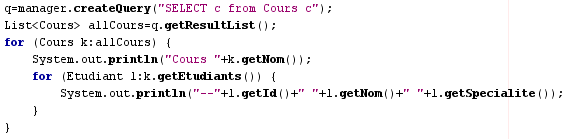 q=manager.createQuery("SELECT c from Cours c");
List<Cours> allCours=q.getResultList();
for (Cours k:allCours) {
System.out.println("Cours "+k.getNom());
for (Etudiant l:k.getEtudiants()) {
System.out.println("--"+l.getId()+" "+l.getNom()+" "+l.getSpecialite());
}
}